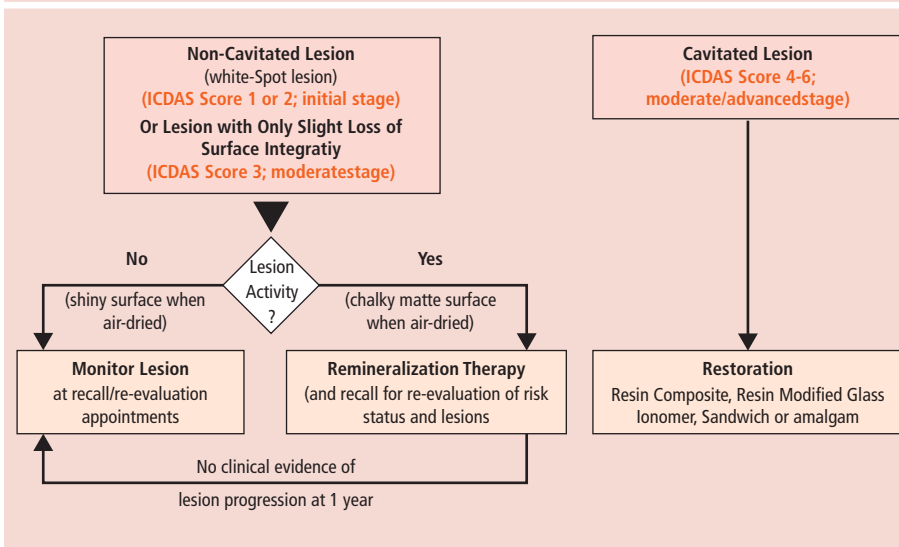 Non-Cavitated Lesion
(white-Spot lesion)
(ICDAS Score 1 or 2; initial stage)
Or Lesion with Only Slight Loss of
Surface Integratiy
(ICDAS Score 3; moderatestage)
Cavitated Lesion
(ICDAS Score 4-6;
moderate/advancedstage)
No
Lesion
Activity
?
Yes
(shiny surface when
air-dried)
(chalky matte surface
when air-dried)
Monitor Lesion
at recall/re-evaluation
appointments
Remineralization Therapy
(and recall for re-evaluation of risk
status and lesions
Restoration
Resin Composite, Resin Modified Glass
Ionomer, Sandwich or amalgam
No clinical evidence of
lesion progression at 1 year